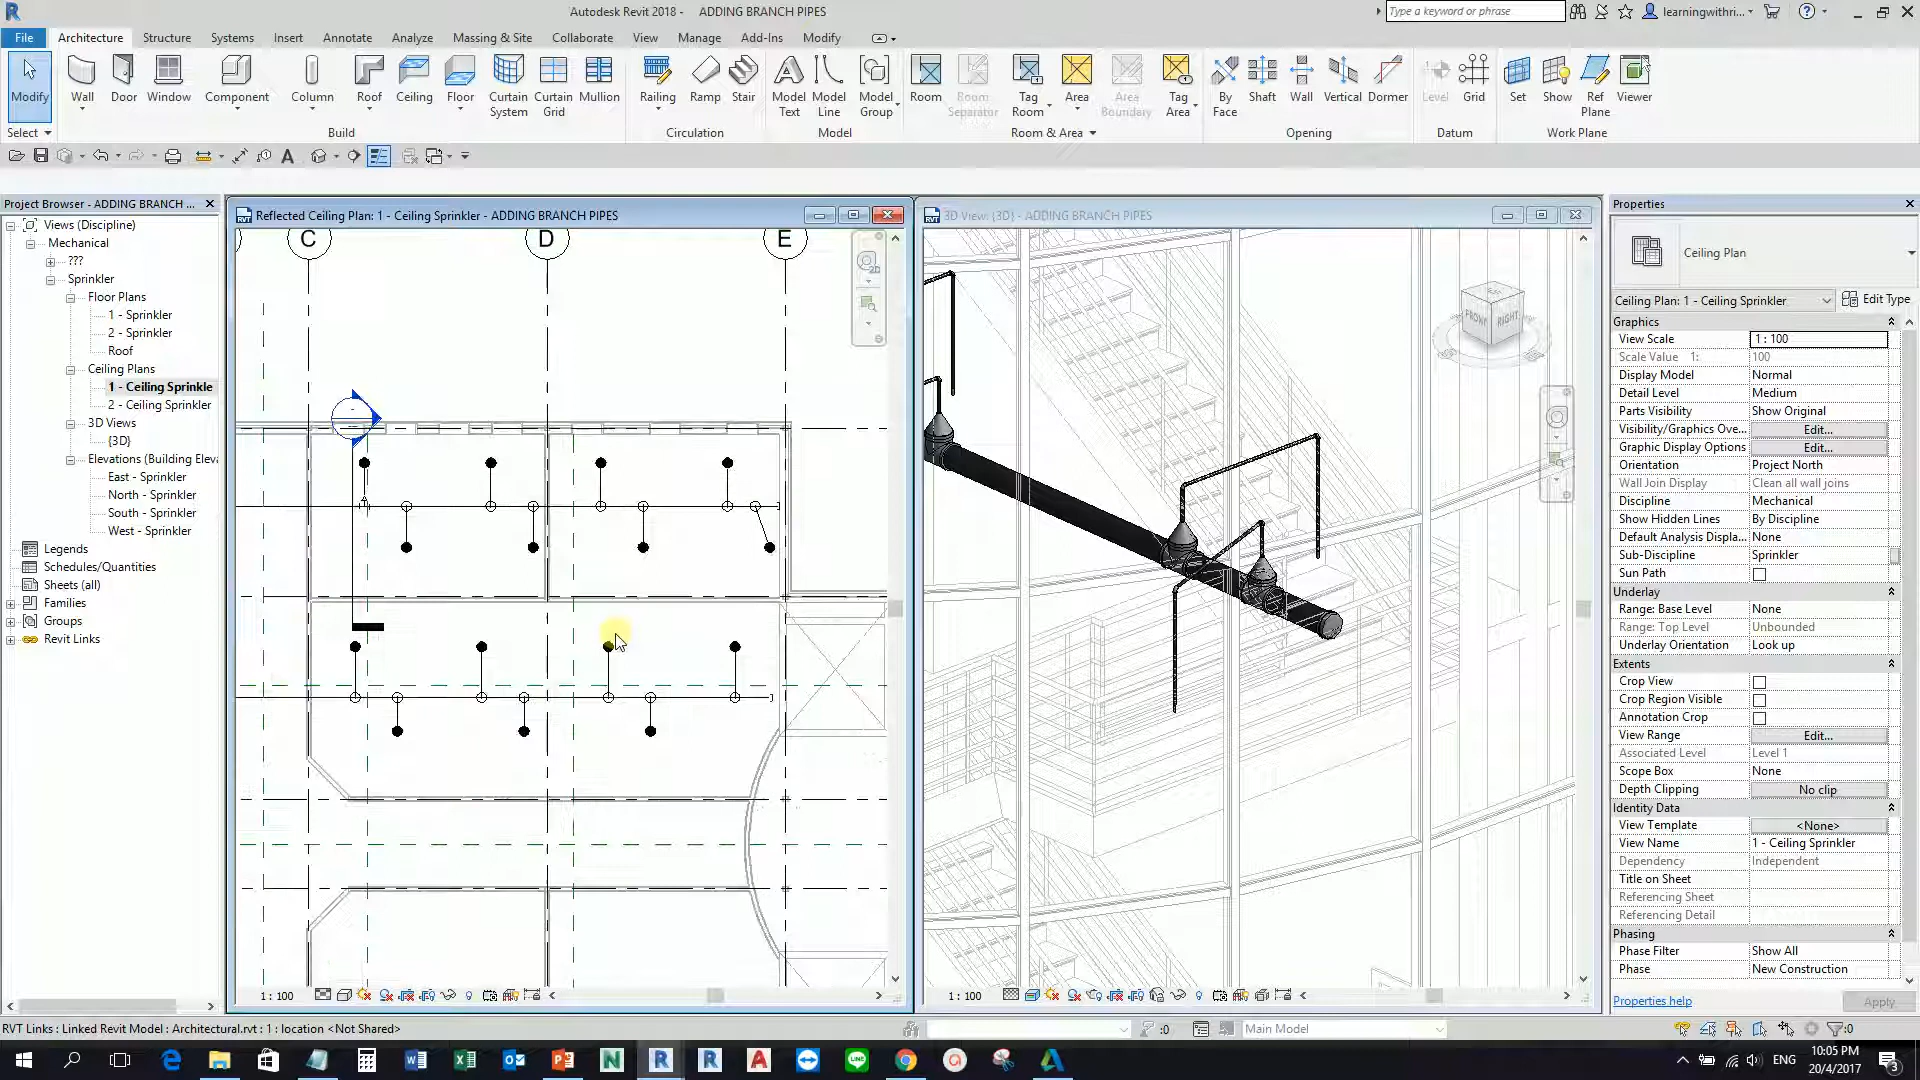 Autodesk Revit 2018 - ADDING BRANCH PIPES
Type a keyword or phrase
learningwithri...
File Architecture Structure Systems Insert Annotate Analyze Massing & Site Collaborate View Manage Add-Ins Modify
Modify Wall Door Window Component Column Roof Ceiling Floor Curtain System Curtain Grid Mullion Railing Ramp Stair Model Text Model Line Model Group Room Room Separator Tag Room Area Area Boundary Tag Area By Face Shaft Wall Vertical Dormer Level Grid Set Show Ref Plane Viewer
Select Build Circulation Model Room & Area Opening Datum Work Plane
Project Browser - ADDING BRANCH ...
Views (Discipline)
Mechanical
???
Sprinkler
Floor Plans
1 - Sprinkler
2 - Sprinkler
Roof
Ceiling Plans
1 - Ceiling Sprinkle
2 - Ceiling Sprinkler
3D Views
{3D}
Elevations (Building Eleva
East - Sprinkler
North - Sprinkler
South - Sprinkler
West - Sprinkler
Legends
Schedules/Quantities
Sheets (all)
Families
Groups
Revit Links
Reflected Ceiling Plan: 1 - Ceiling Sprinkler - ADDING BRANCH PIPES
C D E
1 : 100
3D View: {3D} - ADDING BRANCH PIPES
FRONT RIGHT
1 : 100
Properties
Ceiling Plan
Ceiling Plan: 1 - Ceiling Sprinkler Edit Type
Graphics
View Scale 1 : 100
Scale Value 1: 100
Display Model Normal
Detail Level Medium
Parts Visibility Show Original
Visibility/Graphics Ove... Edit...
Graphic Display Options Edit...
Orientation Project North
Wall Join Display Clean all wall joins
Discipline Mechanical
Show Hidden Lines By Discipline
Default Analysis Displa... None
Sub-Discipline Sprinkler
Sun Path
Underlay
Range: Base Level None
Range: Top Level Unbounded
Underlay Orientation Look up
Extents
Crop View
Crop Region Visible
Annotation Crop
View Range Edit...
Associated Level Level 1
Scope Box None
Depth Clipping No clip
Identity Data
View Template <None>
View Name 1 - Ceiling Sprinkler
Dependency Independent
Title on Sheet
Referencing Sheet
Referencing Detail
Phasing
Phase Filter Show All
Phase New Construction
Properties help Apply
RVT Links : Linked Revit Model : Architectural.rvt : 1 : location <Not Shared>
:0 Main Model :0
ENG 10:05 PM
20/4/2017
3